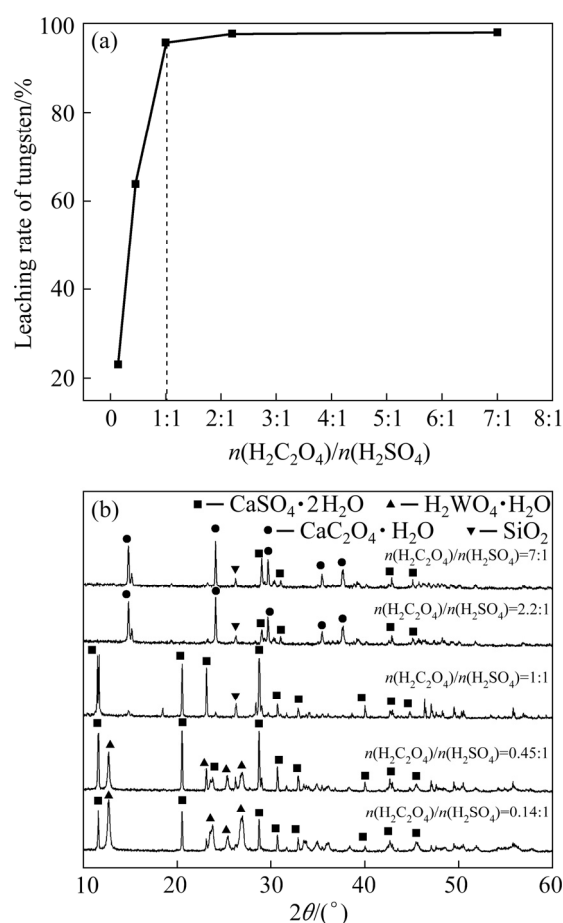 (a)
100
80
60
40
20
Leaching rate of tungsten/%
0 1:1 2:1 3:1 4:1 5:1 6:1 7:1 8:1
n(H₂C₂O₄)/n(H₂SO₄)
(b) ■—CaSO₄·2H₂O ▲—H₂WO₄·H₂O
●—CaC₂O₄·H₂O ▼—SiO₂
n(H₂C₂O₄)/n(H₂SO₄)=7:1
n(H₂C₂O₄)/n(H₂SO₄)=2.2:1
n(H₂C₂O₄)/n(H₂SO₄)=1:1
n(H₂C₂O₄)/n(H₂SO₄)=0.45:1
n(H₂C₂O₄)/n(H₂SO₄)=0.14:1
10 20 30 40 50 60
2θ/(°)